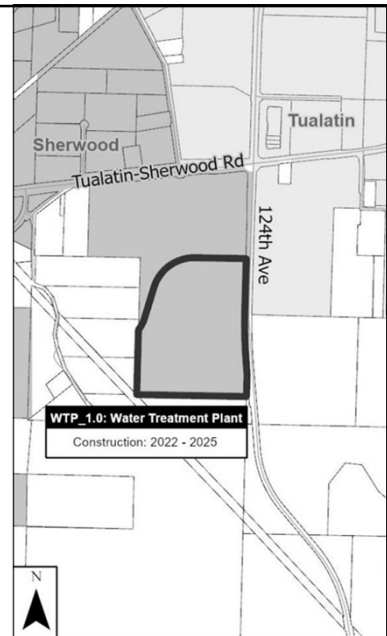 Tualatin
Sherwood
Tualatin-Sherwood Rd
124th Ave
WTP_1.0: Water Treatment Plant
Construction: 2022 - 2025
N